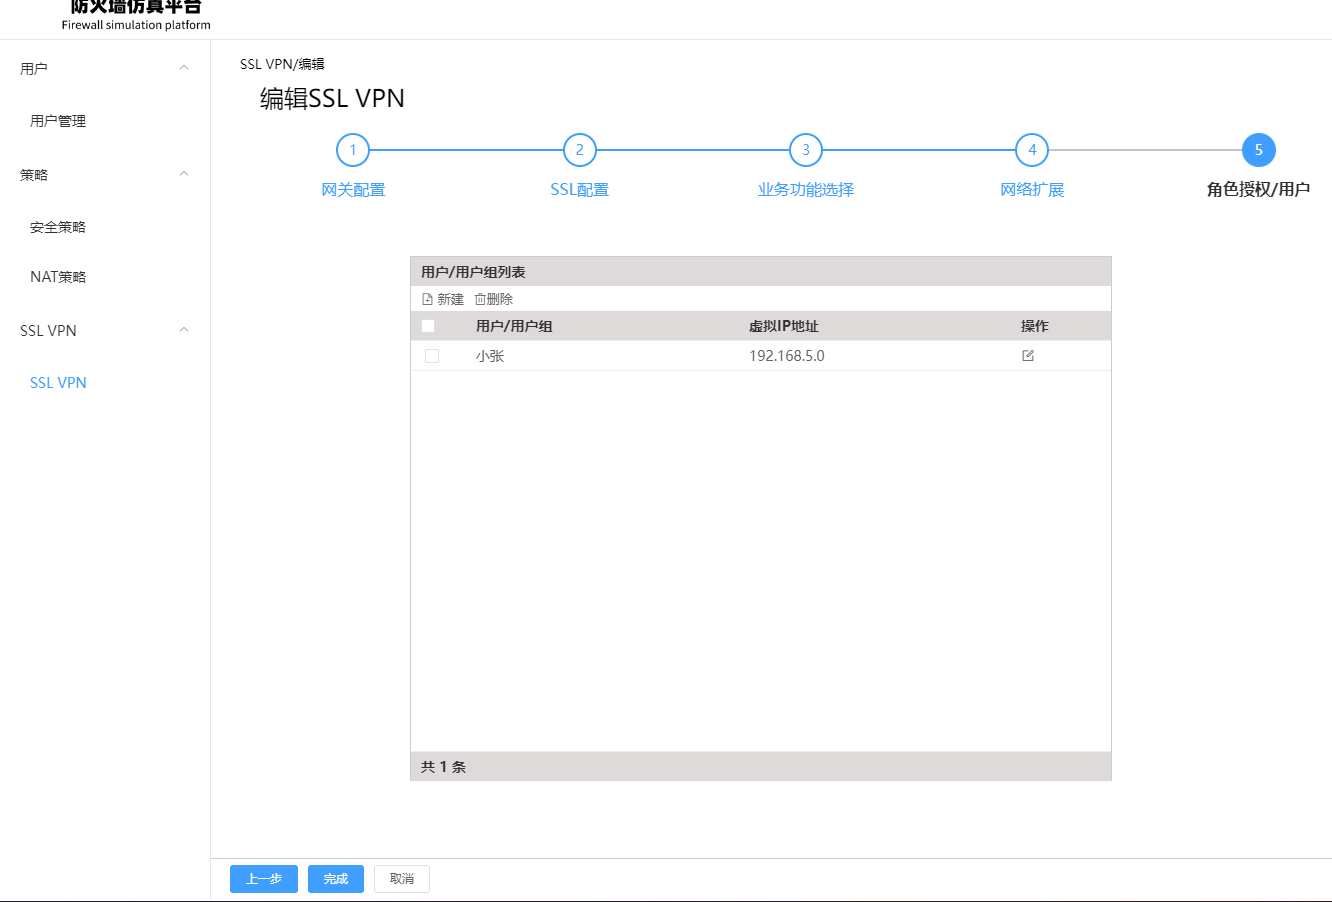 防火墙仿真平台
Firewall simulation platform
用户
用户管理
策略
安全策略
NAT策略
SSL VPN
SSL VPN
SSL VPN/编辑
编辑SSL VPN
1 2 3 4 5
网关配置 SSL配置 业务功能选择 网络扩展 角色授权/用户
用户/用户组列表
新建 删除
用户/用户组 虚拟IP地址 操作
小张 192.168.5.0
共 1 条
上一步 完成 取消